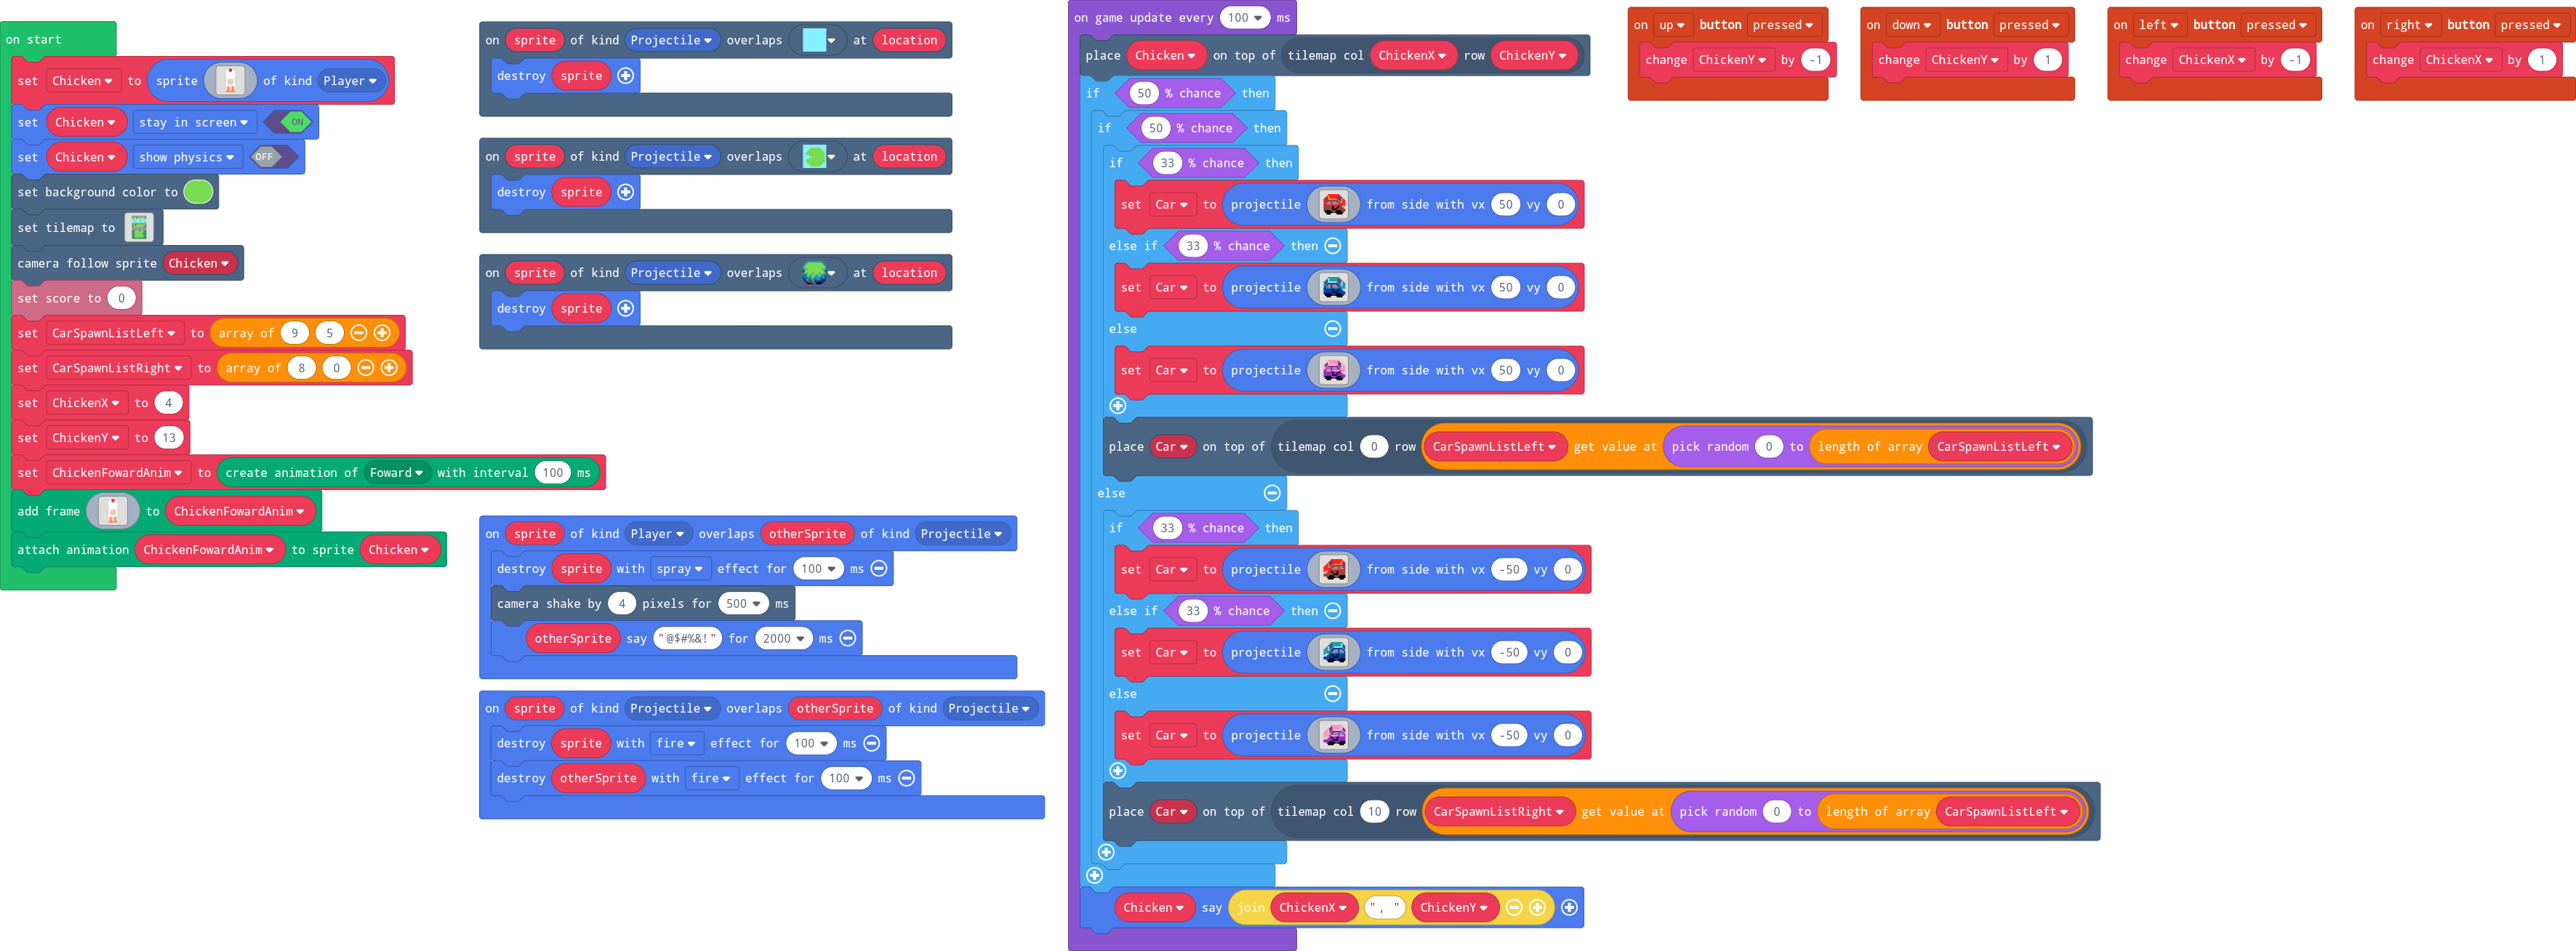 on start
set Chicken to sprite of kind Player
set Chicken stay in screen ON
set Chicken show physics OFF
set background color to
set tilemap to
camera follow sprite Chicken
set score to 0
set CarSpawnListLeft to array of 9 5
set CarSpawnListRight to array of 8 0
set ChickenX to 4
set ChickenY to 13
set ChickenFowardAnim to create animation of Foward with interval 100 ms
add frame to ChickenFowardAnim
attach animation ChickenFowardAnim to sprite Chicken
on sprite of kind Projectile overlaps at location
destroy sprite
on sprite of kind Projectile overlaps at location
destroy sprite
on sprite of kind Projectile overlaps at location
destroy sprite
on sprite of kind Player overlaps otherSprite of kind Projectile
destroy sprite with spray effect for 100 ms
camera shake by 4 pixels for 500 ms
otherSprite say "@$#%&!" for 2000 ms
on sprite of kind Projectile overlaps otherSprite of kind Projectile
destroy sprite with fire effect for 100 ms
destroy otherSprite with fire effect for 100 ms
on game update every 100 ms
place Chicken on top of tilemap col ChickenX row ChickenY
if 50 % chance then
if 50 % chance then
if 33 % chance then
set Car to projectile from side with vx 50 vy 0
else if 33 % chance then
set Car to projectile from side with vx 50 vy 0
else
set Car to projectile from side with vx 50 vy 0
place Car on top of tilemap col 0 row CarSpawnListLeft get value at pick random 0 to length of array CarSpawnListLeft
else
if 33 % chance then
set Car to projectile from side with vx -50 vy 0
else if 33 % chance then
set Car to projectile from side with vx -50 vy 0
else
set Car to projectile from side with vx -50 vy 0
place Car on top of tilemap col 10 row CarSpawnListRight get value at pick random 0 to length of array CarSpawnListLeft
Chicken say join ChickenX ", " ChickenY
on up button pressed
change ChickenY by -1
on down button pressed
change ChickenY by 1
on left button pressed
change ChickenX by -1
on right button pressed
change ChickenX by 1